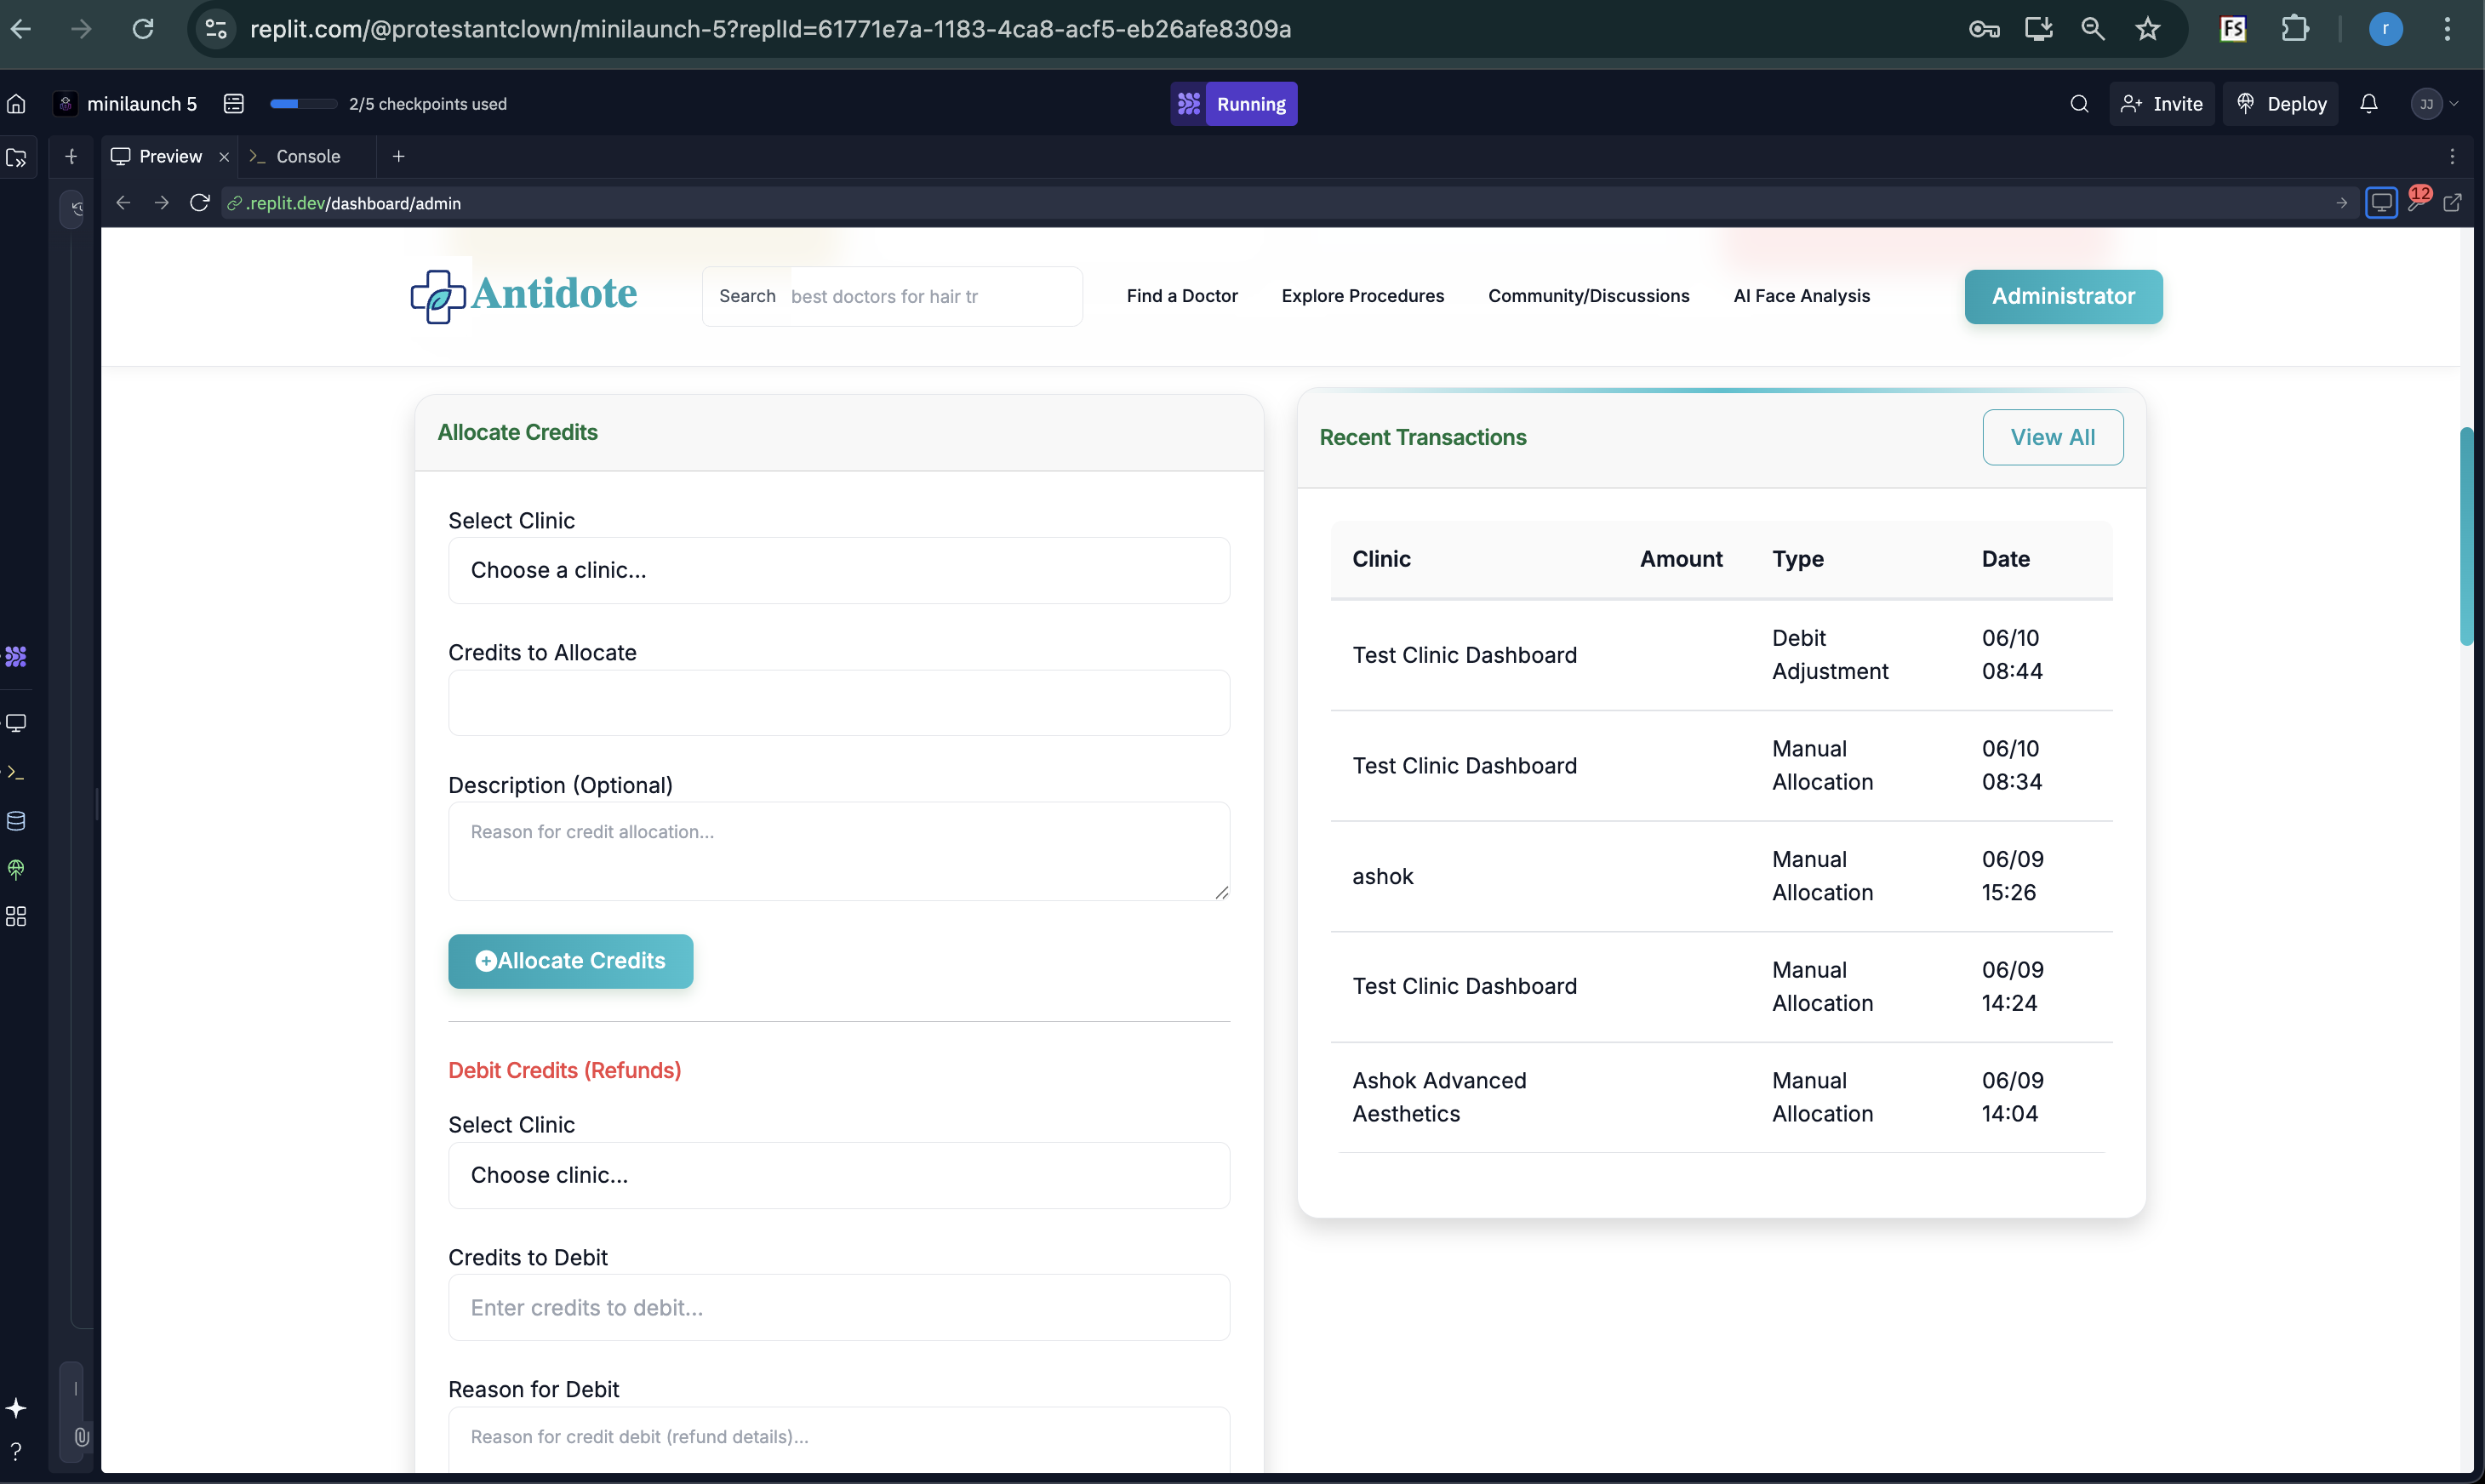 replit.com/@protestantclown/minilaunch-5?replId=61771e7a-1183-4ca8-acf5-eb26afe8309a
FS
r
minilaunch 5
2/5 checkpoints used
Running
Invite
Deploy
JJ
Preview
Console
.replit.dev/dashboard/admin
12
Antidote
Search best doctors for hair tr
Find a Doctor
Explore Procedures
Community/Discussions
AI Face Analysis
Administrator
Allocate Credits
Select Clinic
Choose a clinic...
Credits to Allocate
Description (Optional)
Reason for credit allocation...
Allocate Credits
Debit Credits (Refunds)
Select Clinic
Choose clinic...
Credits to Debit
Enter credits to debit...
Reason for Debit
Reason for credit debit (refund details)...
Recent Transactions
View All
Clinic Amount Type Date
Test Clinic Dashboard
Debit
Adjustment
06/10
08:44
Test Clinic Dashboard
Manual
Allocation
06/10
08:34
ashok
Manual
Allocation
06/09
15:26
Test Clinic Dashboard
Manual
Allocation
06/09
14:24
Ashok Advanced
Aesthetics
Manual
Allocation
06/09
14:04